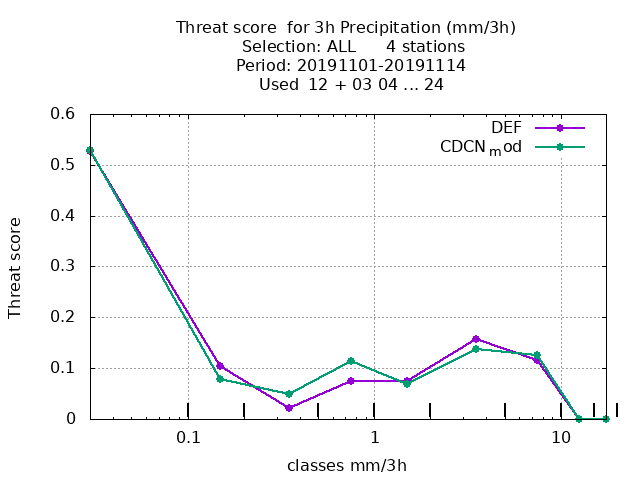 Threat score  for 3h Precipitation (mm/3h)
Selection: ALL      4 stations
Period: 20191101-20191114
Used  12 + 03 04 ... 24
DEF
CDCN_mod
0.6
0.5
0.4
0.3
0.2
0.1
0
Threat score
0.1 1 10
classes mm/3h